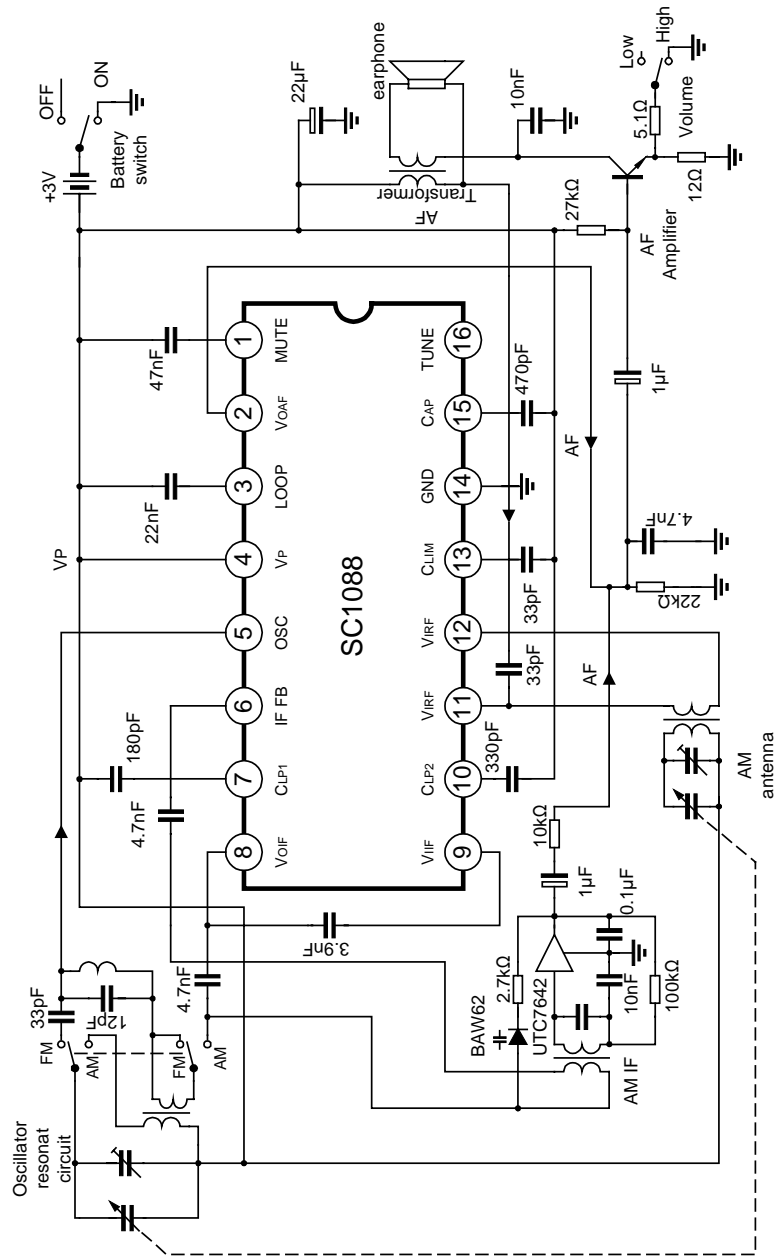 Oscillator
resonat
circuit
FM
AM
FM
AM
33pF
12pF
4.7nF
3.9nF
180pF
4.7nF
VP
22nF
47nF
+3V
Battery
switch
OFF
ON
22µF
earphone
Transformer
AF
10nF
Low
High
5.1Ω
Volume
12Ω
27kΩ
AF
Amplifier
8
7
6
5
4
3
2
1
VOIF
CLP1
IF FB
OSC
VP
LOOP
VOAF
MUTE
SC1088
VIIF
CLP2
VIRF
VIRF
CLIM
GND
CAP
TUNE
9
10
11
12
13
14
15
16
330pF
33pF
33pF
470pF
BAW62
2.7kΩ
UTC7642
AM IF
10nF
0.1µF
100kΩ
1µF
10kΩ
AF
AF
22kΩ
4.7nF
1µF
AM
antenna